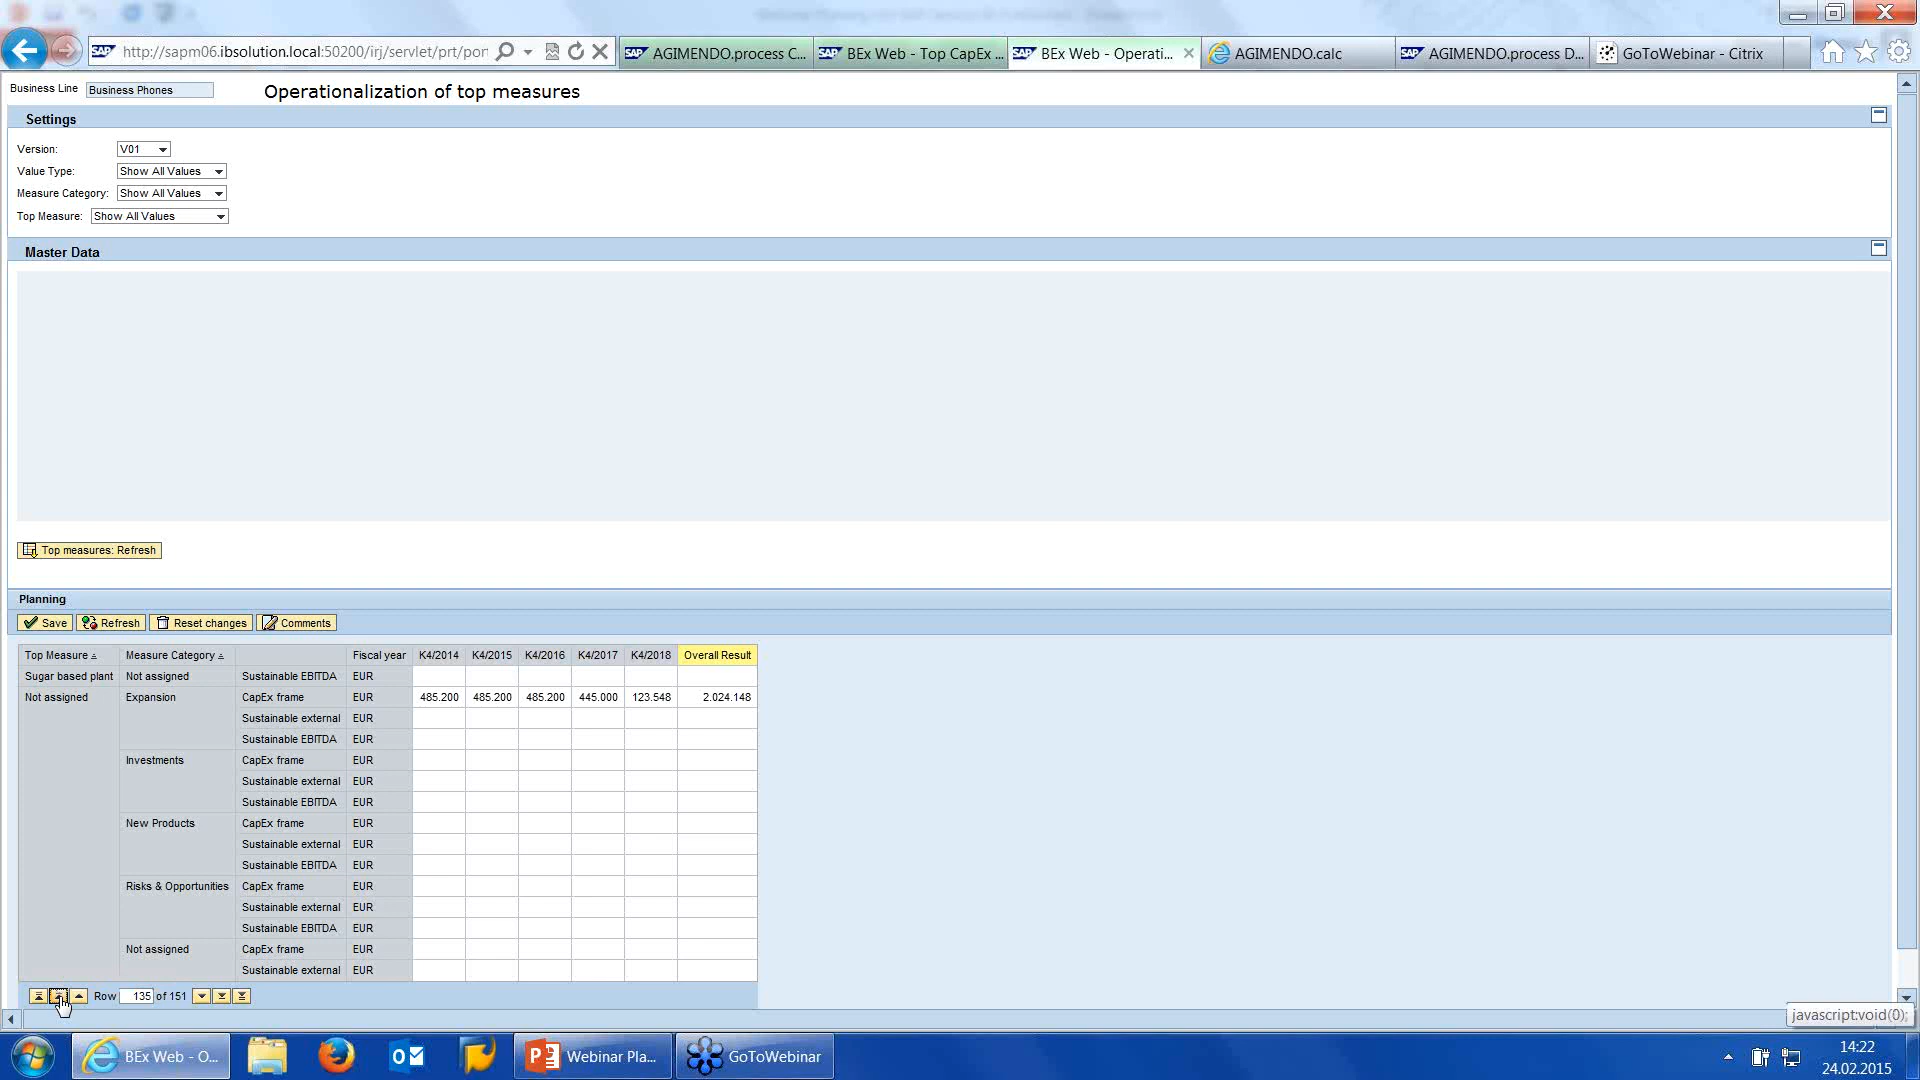 http://sapm06.ibsolution.local:50200/irj/servlet/prt/por
SAP AGIMENDO.process C...
SAP BEx Web - Top CapEx ...
SAP BEx Web - Operati...
AGIMENDO.calc
SAP AGIMENDO.process D...
GoToWebinar - Citrix
Business Line Business Phones
Operationalization of top measures
Settings
Version: V01
Value Type: Show All Values
Measure Category: Show All Values
Top Measure: Show All Values
Master Data
Top measures: Refresh
Planning
Save Refresh Reset changes Comments
Top Measure Measure Category Fiscal year K4/2014 K4/2015 K4/2016 K4/2017 K4/2018 Overall Result
Sugar based plant Not assigned Sustainable EBITDA EUR
Not assigned Expansion CapEx frame EUR 485.200 485.200 485.200 445.000 123.548 2.024.148
Sustainable external EUR
Sustainable EBITDA EUR
Investments CapEx frame EUR
Sustainable external EUR
Sustainable EBITDA EUR
New Products CapEx frame EUR
Sustainable external EUR
Sustainable EBITDA EUR
Risks & Opportunities CapEx frame EUR
Sustainable external EUR
Sustainable EBITDA EUR
Not assigned CapEx frame EUR
Sustainable external EUR
Row 135 of 151
javascript:void(0);
BEx Web - O...
Webinar Pla...
GoToWebinar
14:22
24.02.2015